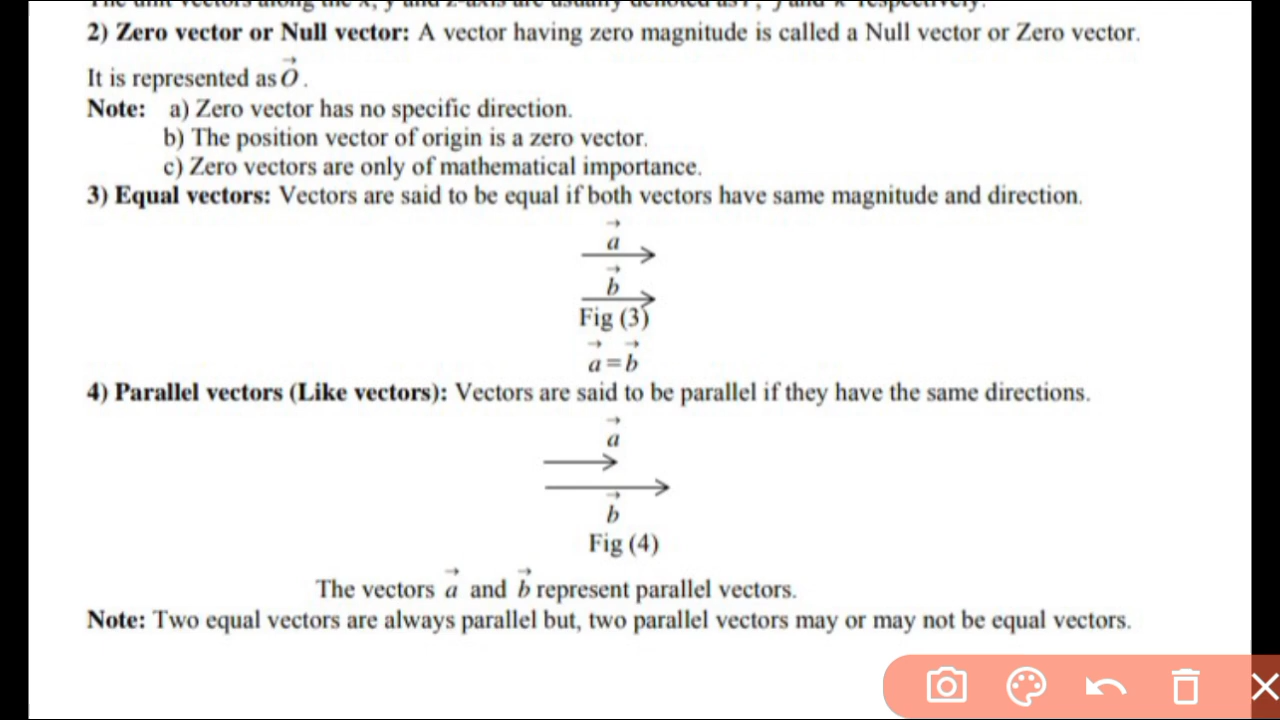 2) Zero vector or Null vector: A vector having zero magnitude is called a Null vector or Zero vector.
It is represented as O⃗ .
Note: a) Zero vector has no specific direction.
b) The position vector of origin is a zero vector.
c) Zero vectors are only of mathematical importance.
3) Equal vectors: Vectors are said to be equal if both vectors have same magnitude and direction.
a⃗
b⃗
Fig (3)
a⃗ = b⃗
4) Parallel vectors (Like vectors): Vectors are said to be parallel if they have the same directions.
a⃗
b⃗
Fig (4)
The vectors a⃗ and b⃗ represent parallel vectors.
Note: Two equal vectors are always parallel but, two parallel vectors may or may not be equal vectors.